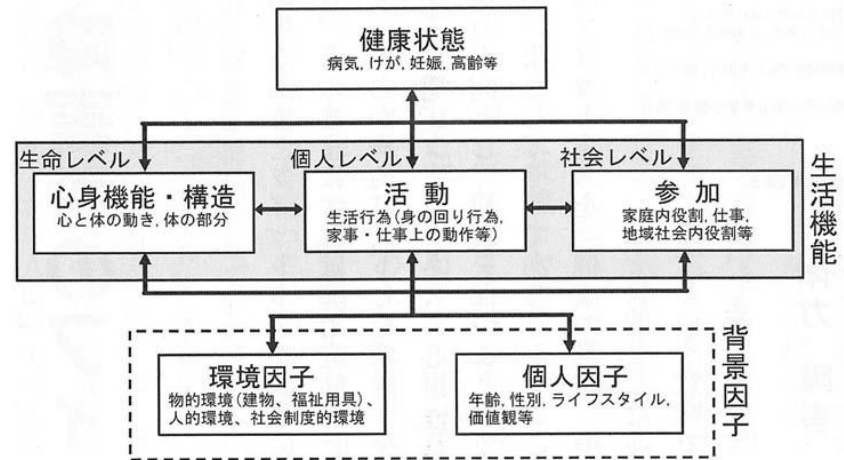 健康状態
病気, けが, 妊娠, 高齢等
生命レベル
個人レベル
社会レベル
心身機能・構造
心と体の動き, 体の部分
活動
生活行為(身の回り行為,
家事・仕事上の動作等)
参加
家庭内役割, 仕事,
地域社会内役割等
生活機能
環境因子
物的環境(建物、福祉用具)、
人的環境、社会制度的環境
個人因子
年齢, 性別, ライフスタイル,
価値観等
背景因子